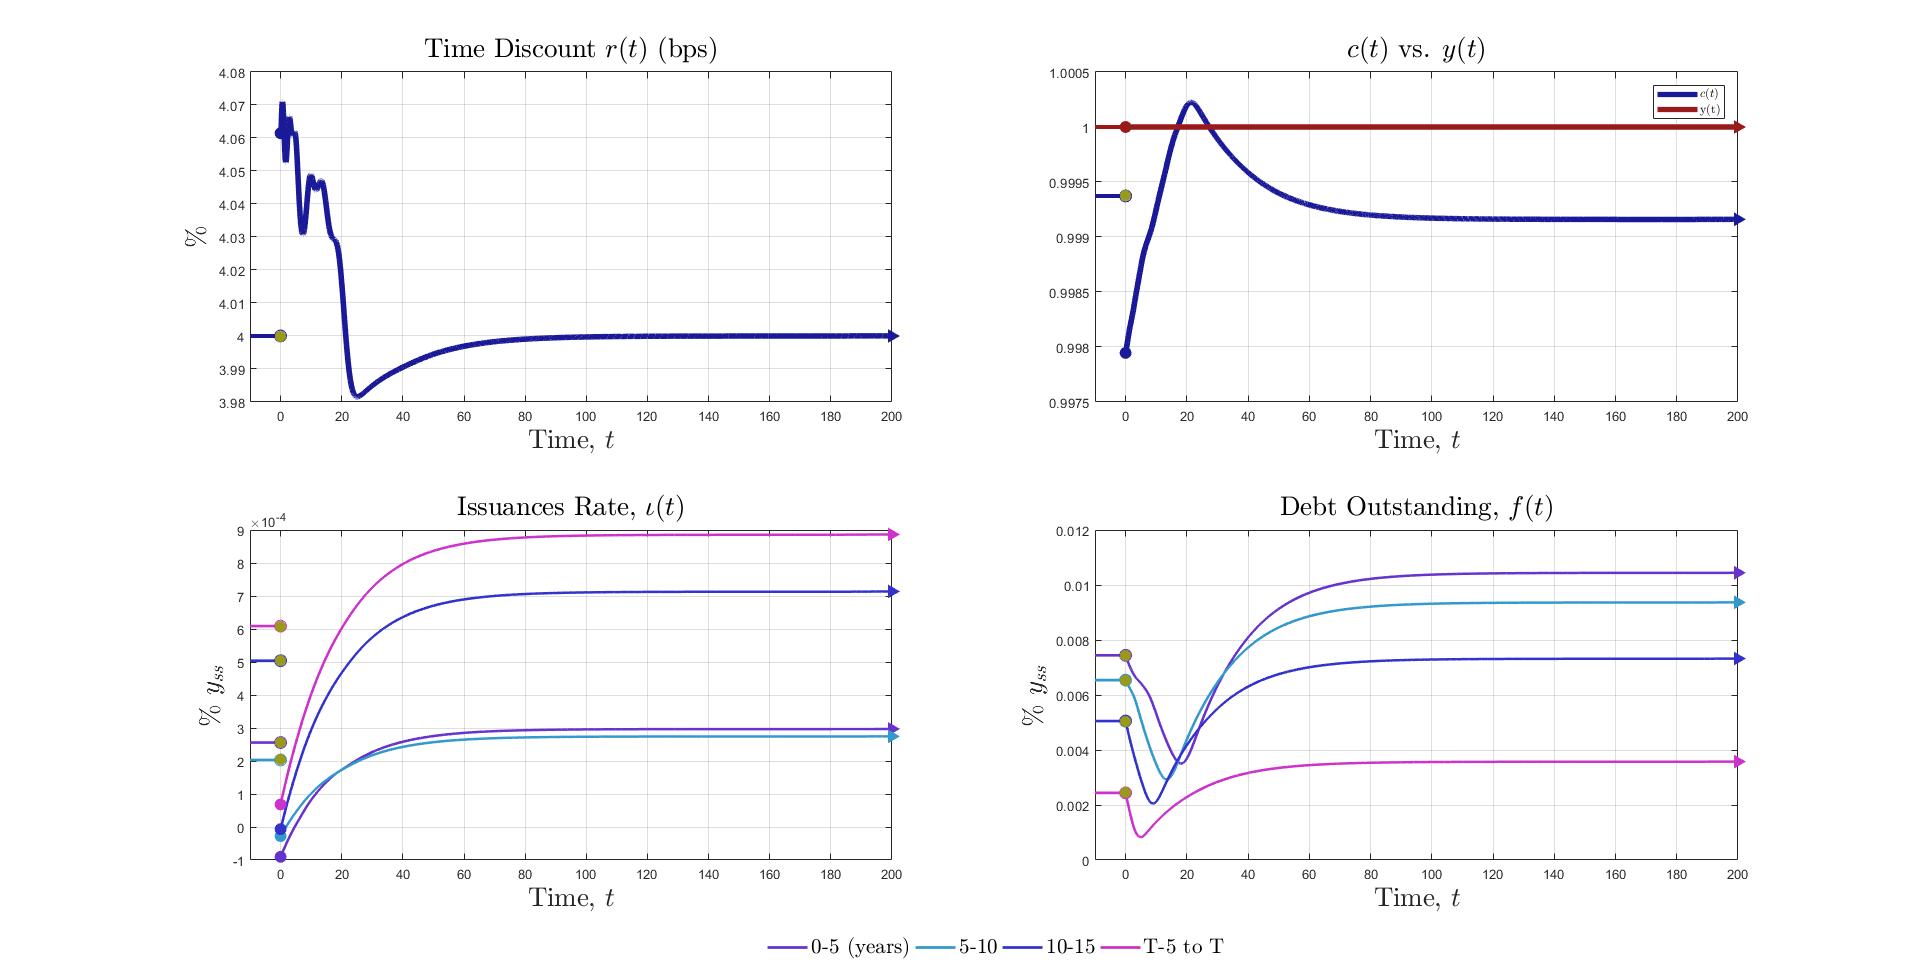 Time Discount r(t) (bps)
4.08
4.07
4.06
4.05
4.04
4.03
4.02
4.01
4
3.99
3.98
%
0 20 40 60 80 100 120 140 160 180 200
Time, t
c(t) vs. y(t)
1.0005
1
0.9995
0.999
0.9985
0.998
0.9975
c(t)
y(t)
0 20 40 60 80 100 120 140 160 180 200
Time, t
Issuances Rate, ι(t)
×10-4
9
8
7
6
5
4
3
2
1
0
-1
% yss
0 20 40 60 80 100 120 140 160 180 200
Time, t
Debt Outstanding, f(t)
0.012
0.01
0.008
0.006
0.004
0.002
0
% yss
0 20 40 60 80 100 120 140 160 180 200
Time, t
0-5 (years) 5-10 10-15 T-5 to T